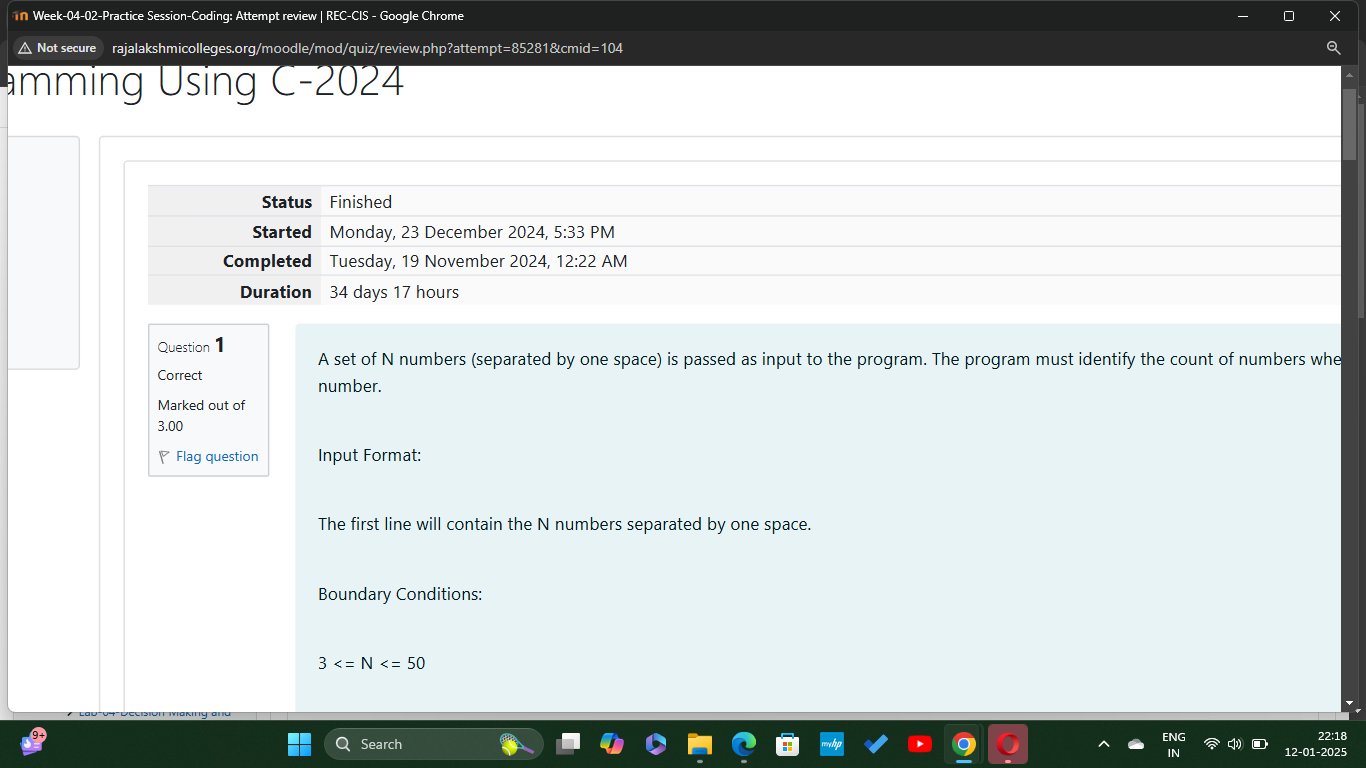 Week-04-02-Practice Session-Coding: Attempt review | REC-CIS - Google Chrome
Not secure rajalakshmicolleges.org/moodle/mod/quiz/review.php?attempt=85281&cmid=104
amming Using C-2024
Status Finished
Started Monday, 23 December 2024, 5:33 PM
Completed Tuesday, 19 November 2024, 12:22 AM
Duration 34 days 17 hours
Question 1
Correct
Marked out of
3.00
Flag question
A set of N numbers (separated by one space) is passed as input to the program. The program must identify the count of numbers whe
number.
Input Format:
The first line will contain the N numbers separated by one space.
Boundary Conditions:
3 <= N <= 50
Lab-04-Decision Making and
9+
Search
myhp
ENG
IN
22:18
12-01-2025